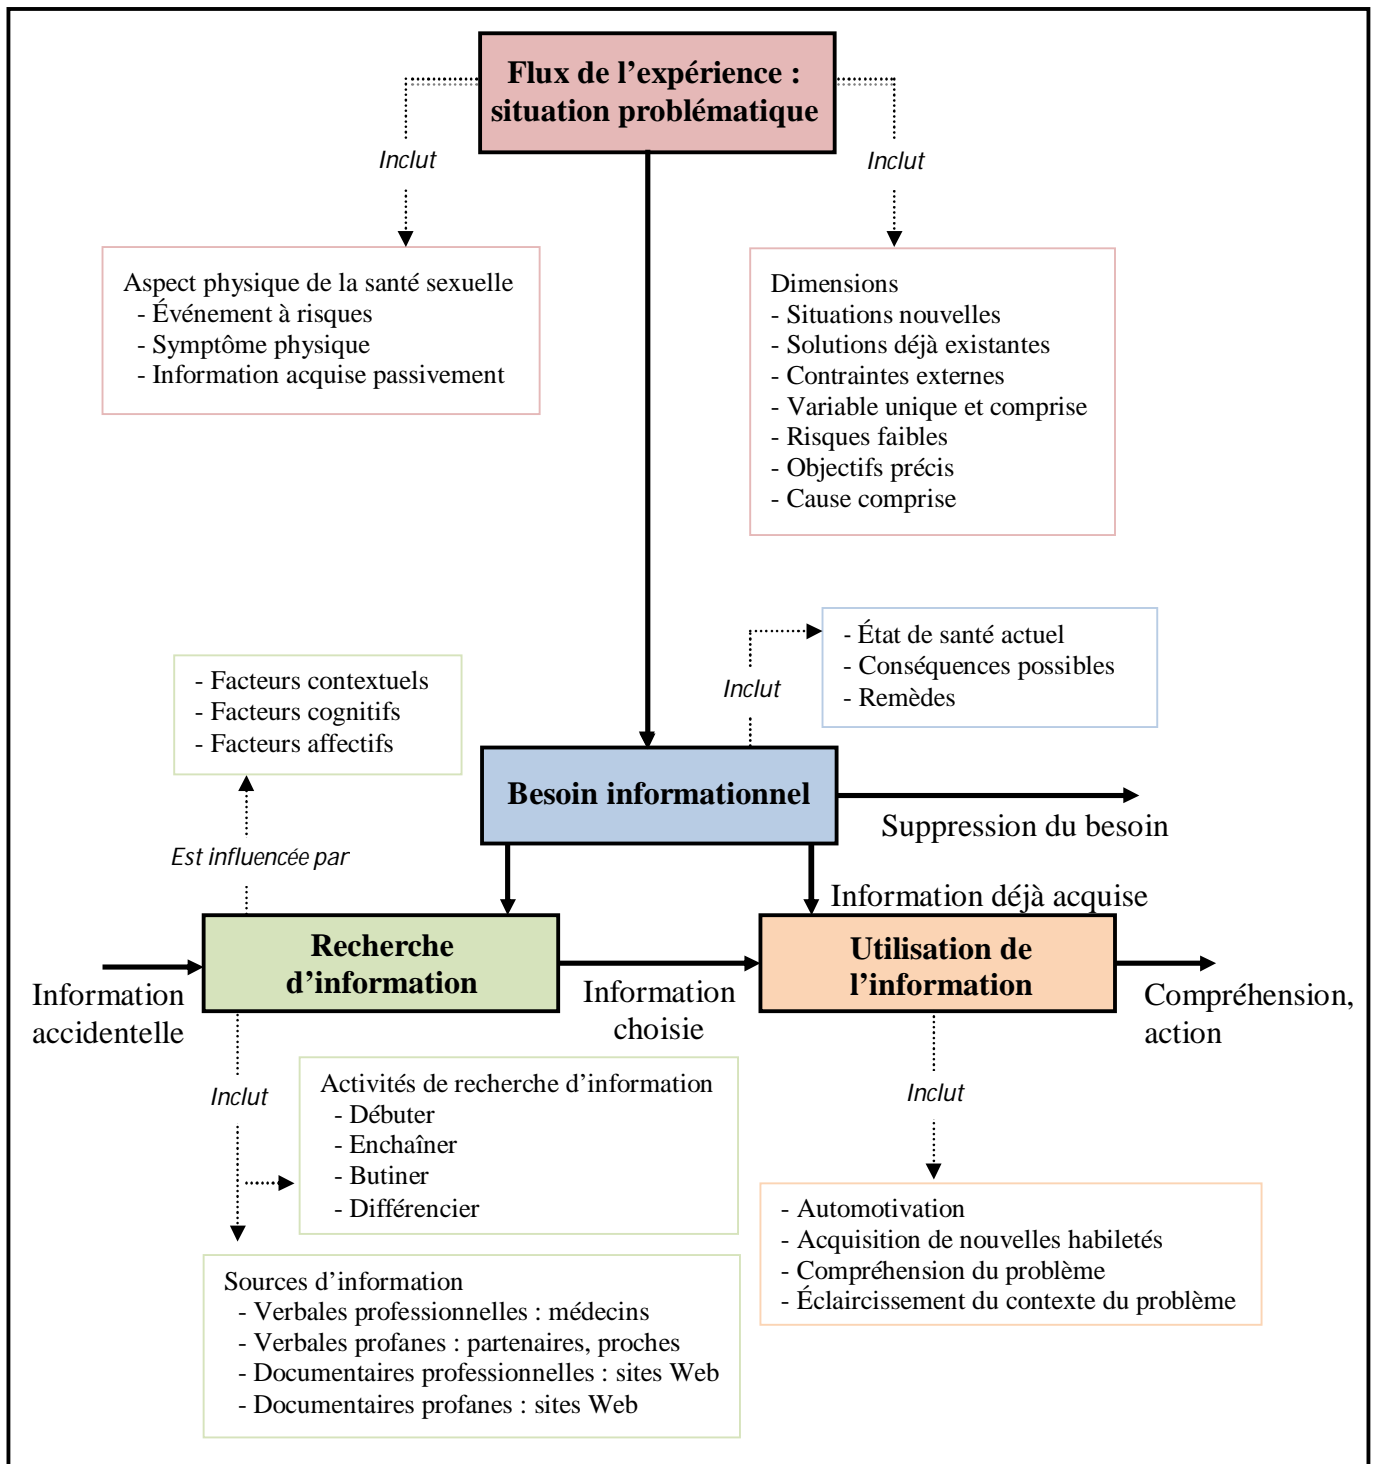 Flux de l’expérience :
situation problématique
Inclut
Inclut
Aspect physique de la santé sexuelle
- Événement à risques
- Symptôme physique
- Information acquise passivement
Dimensions
- Situations nouvelles
- Solutions déjà existantes
- Contraintes externes
- Variable unique et comprise
- Risques faibles
- Objectifs précis
- Cause comprise
- État de santé actuel
- Conséquences possibles
- Remèdes
Inclut
- Facteurs contextuels
- Facteurs cognitifs
- Facteurs affectifs
Besoin informationnel
Suppression du besoin
Est influencée par
Information déjà acquise
Recherche
d’information
Utilisation de
l’information
Information
accidentelle
Information
choisie
Compréhension,
action
Inclut
Activités de recherche d’information
- Débuter
- Enchaîner
- Butiner
- Différencier
Inclut
- Automotivation
- Acquisition de nouvelles habiletés
- Compréhension du problème
- Éclaircissement du contexte du problème
Sources d’information
- Verbales professionnelles : médecins
- Verbales profanes : partenaires, proches
- Documentaires professionnelles : sites Web
- Documentaires profanes : sites Web